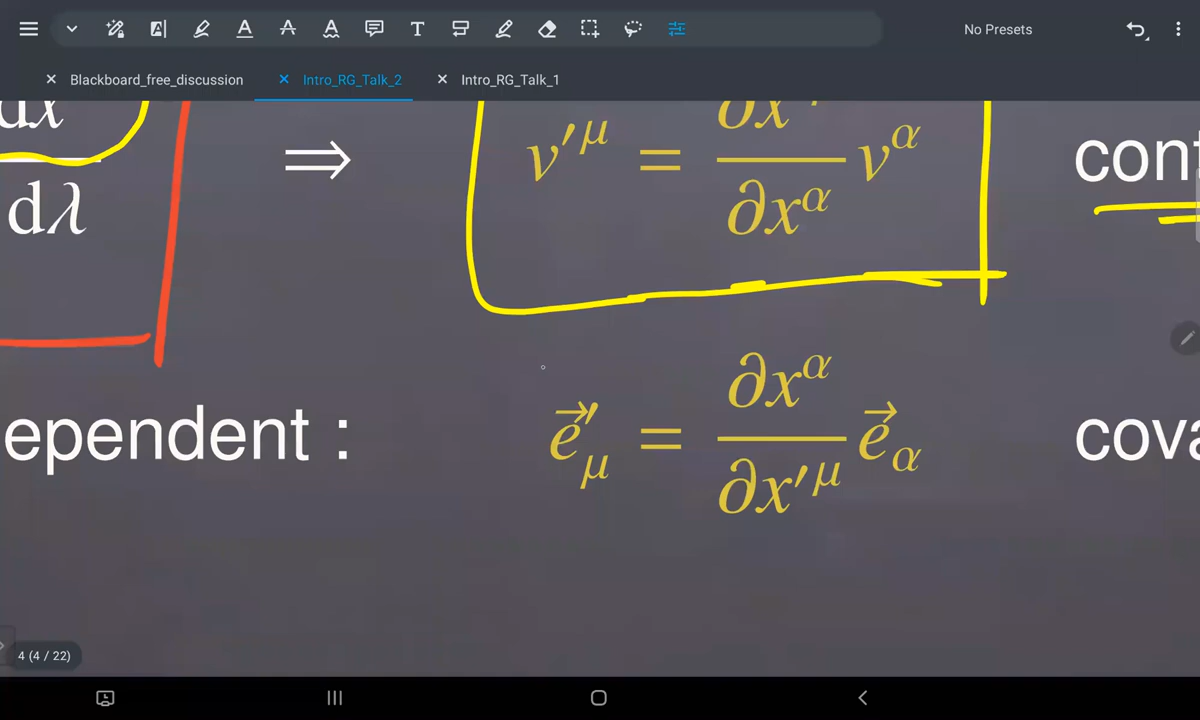 No Presets
Blackboard_free_discussion
Intro_RG_Talk_2
Intro_RG_Talk_1
dλ
⇒
v′^μ = ∂x′ / ∂x^α v^α
ependent :
e⃗′_μ = ∂x^α / ∂x′^μ e⃗_α
4 (4 / 22)